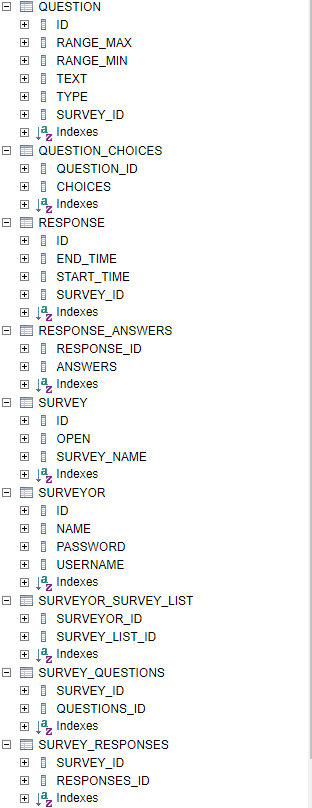 QUESTION
ID
RANGE_MAX
RANGE_MIN
TEXT
TYPE
SURVEY_ID
Indexes
QUESTION_CHOICES
QUESTION_ID
CHOICES
Indexes
RESPONSE
ID
END_TIME
START_TIME
SURVEY_ID
Indexes
RESPONSE_ANSWERS
RESPONSE_ID
ANSWERS
Indexes
SURVEY
ID
OPEN
SURVEY_NAME
Indexes
SURVEYOR
ID
NAME
PASSWORD
USERNAME
Indexes
SURVEYOR_SURVEY_LIST
SURVEYOR_ID
SURVEY_LIST_ID
Indexes
SURVEY_QUESTIONS
SURVEY_ID
QUESTIONS_ID
Indexes
SURVEY_RESPONSES
SURVEY_ID
RESPONSES_ID
Indexes